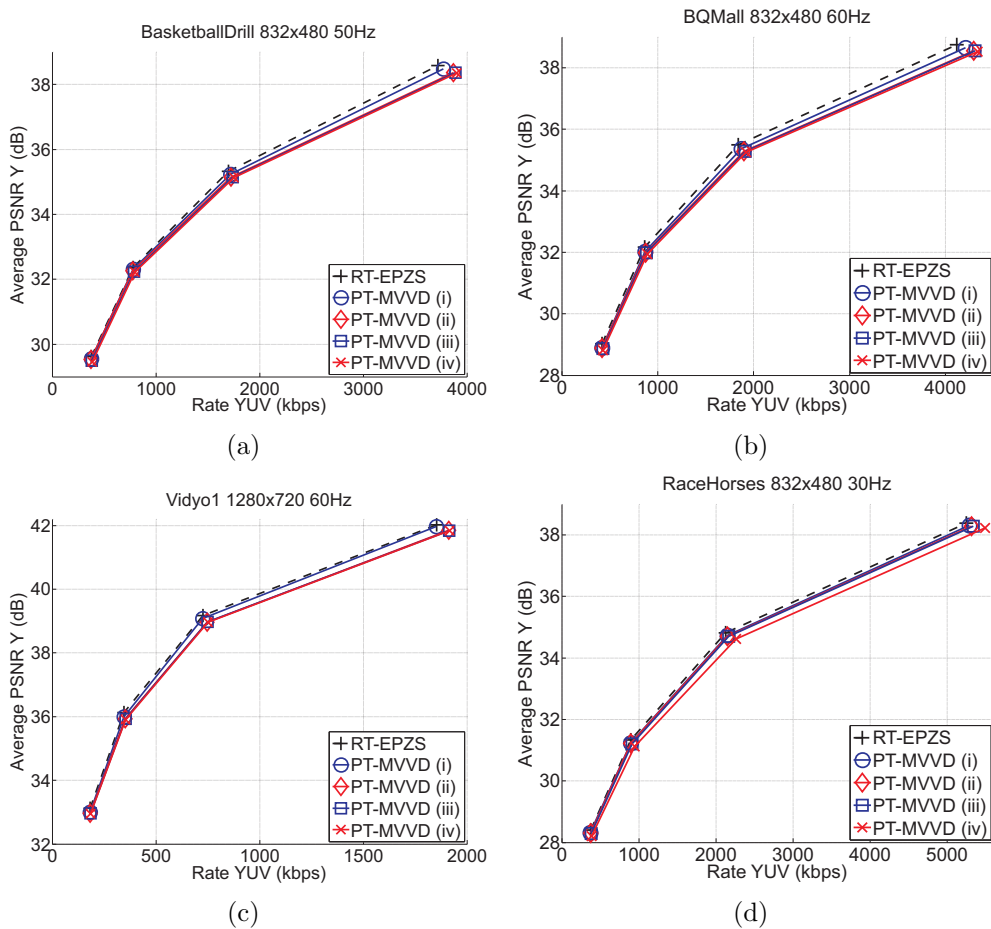 BasketballDrill 832x480 50Hz
Average PSNR Y (dB)
38
36
34
32
30
0
1000
2000
3000
4000
Rate YUV (kbps)
RT-EPZS
PT-MVVD (i)
PT-MVVD (ii)
PT-MVVD (iii)
PT-MVVD (iv)
(a)
BQMall 832x480 60Hz
Average PSNR Y (dB)
38
36
34
32
30
28
0
1000
2000
3000
4000
Rate YUV (kbps)
RT-EPZS
PT-MVVD (i)
PT-MVVD (ii)
PT-MVVD (iii)
PT-MVVD (iv)
(b)
Vidyo1 1280x720 60Hz
Average PSNR Y (dB)
42
40
38
36
34
32
0
500
1000
1500
2000
Rate YUV (kbps)
RT-EPZS
PT-MVVD (i)
PT-MVVD (ii)
PT-MVVD (iii)
PT-MVVD (iv)
(c)
RaceHorses 832x480 30Hz
Average PSNR Y (dB)
38
36
34
32
30
28
0
1000
2000
3000
4000
5000
Rate YUV (kbps)
RT-EPZS
PT-MVVD (i)
PT-MVVD (ii)
PT-MVVD (iii)
PT-MVVD (iv)
(d)